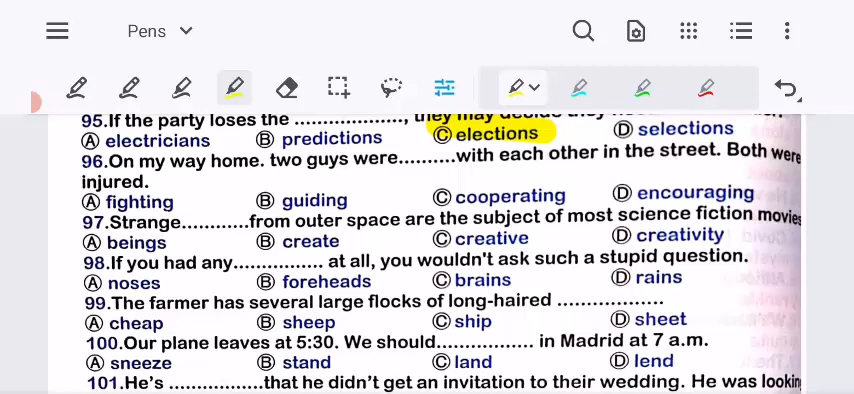 Pens
95.If the party loses the ..................., they may decide they
Ⓐ electricians Ⓑ predictions Ⓒ elections Ⓓ selections
96.On my way home. two guys were..........with each other in the street. Both were
injured.
Ⓐ fighting Ⓑ guiding Ⓒ cooperating Ⓓ encouraging
97.Strange............from outer space are the subject of most science fiction movies
Ⓐ beings Ⓑ create Ⓒ creative Ⓓ creativity
98.If you had any................ at all, you wouldn't ask such a stupid question.
Ⓐ noses Ⓑ foreheads Ⓒ brains Ⓓ rains
99.The farmer has several large flocks of long-haired ...................
Ⓐ cheap Ⓑ sheep Ⓒ ship Ⓓ sheet
100.Our plane leaves at 5:30. We should................. in Madrid at 7 a.m.
Ⓐ sneeze Ⓑ stand Ⓒ land Ⓓ lend
101.He's .................that he didn't get an invitation to their wedding. He was lookin